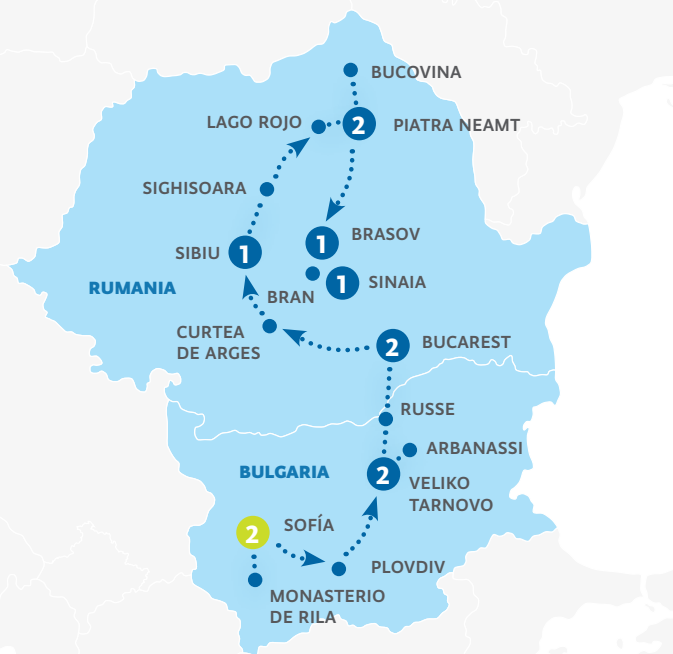 BUCOVINA
LAGO ROJO
2
PIATRA NEAMT
SIGHISOARA
1
BRASOV
SIBIU
1
1
SINAIA
RUMANIA
BRAN
CURTEA
DE ARGES
2
BUCAREST
RUSSE
ARBANASSI
BULGARIA
2
VELIKO
TARNOVO
2
SOFÍA
PLOVDIV
MONASTERIO
DE RILA